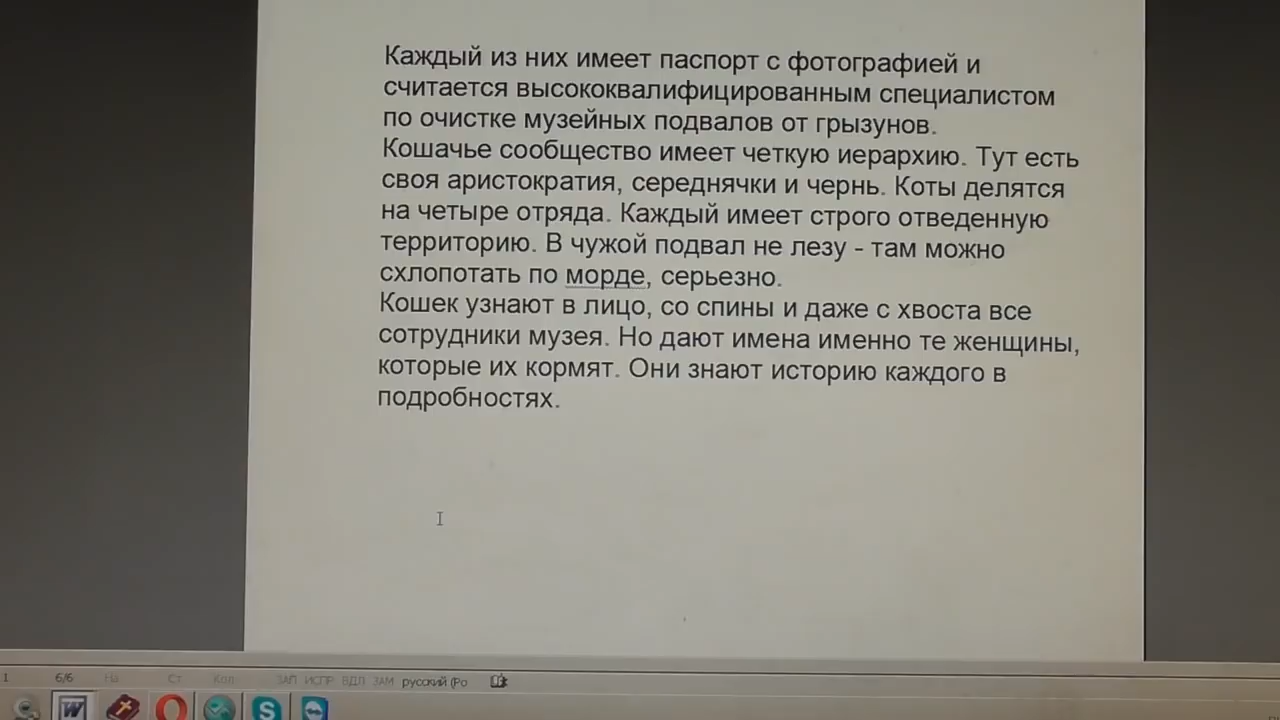 Каждый из них имеет паспорт с фотографией и
считается высококвалифицированным специалистом
по очистке музейных подвалов от грызунов.
Кошачье сообщество имеет четкую иерархию. Тут есть
своя аристократия, середнячки и чернь. Коты делятся
на четыре отряда. Каждый имеет строго отведенную
территорию. В чужой подвал не лезу - там можно
схлопотать по морде, серьезно.
Кошек узнают в лицо, со спины и даже с хвоста все
сотрудники музея. Но дают имена именно те женщины,
которые их кормят. Они знают историю каждого в
подробностях.
1 6/6 На Ст Кол ЗАП ИСПР ВДЛ ЗАМ русский (Ро